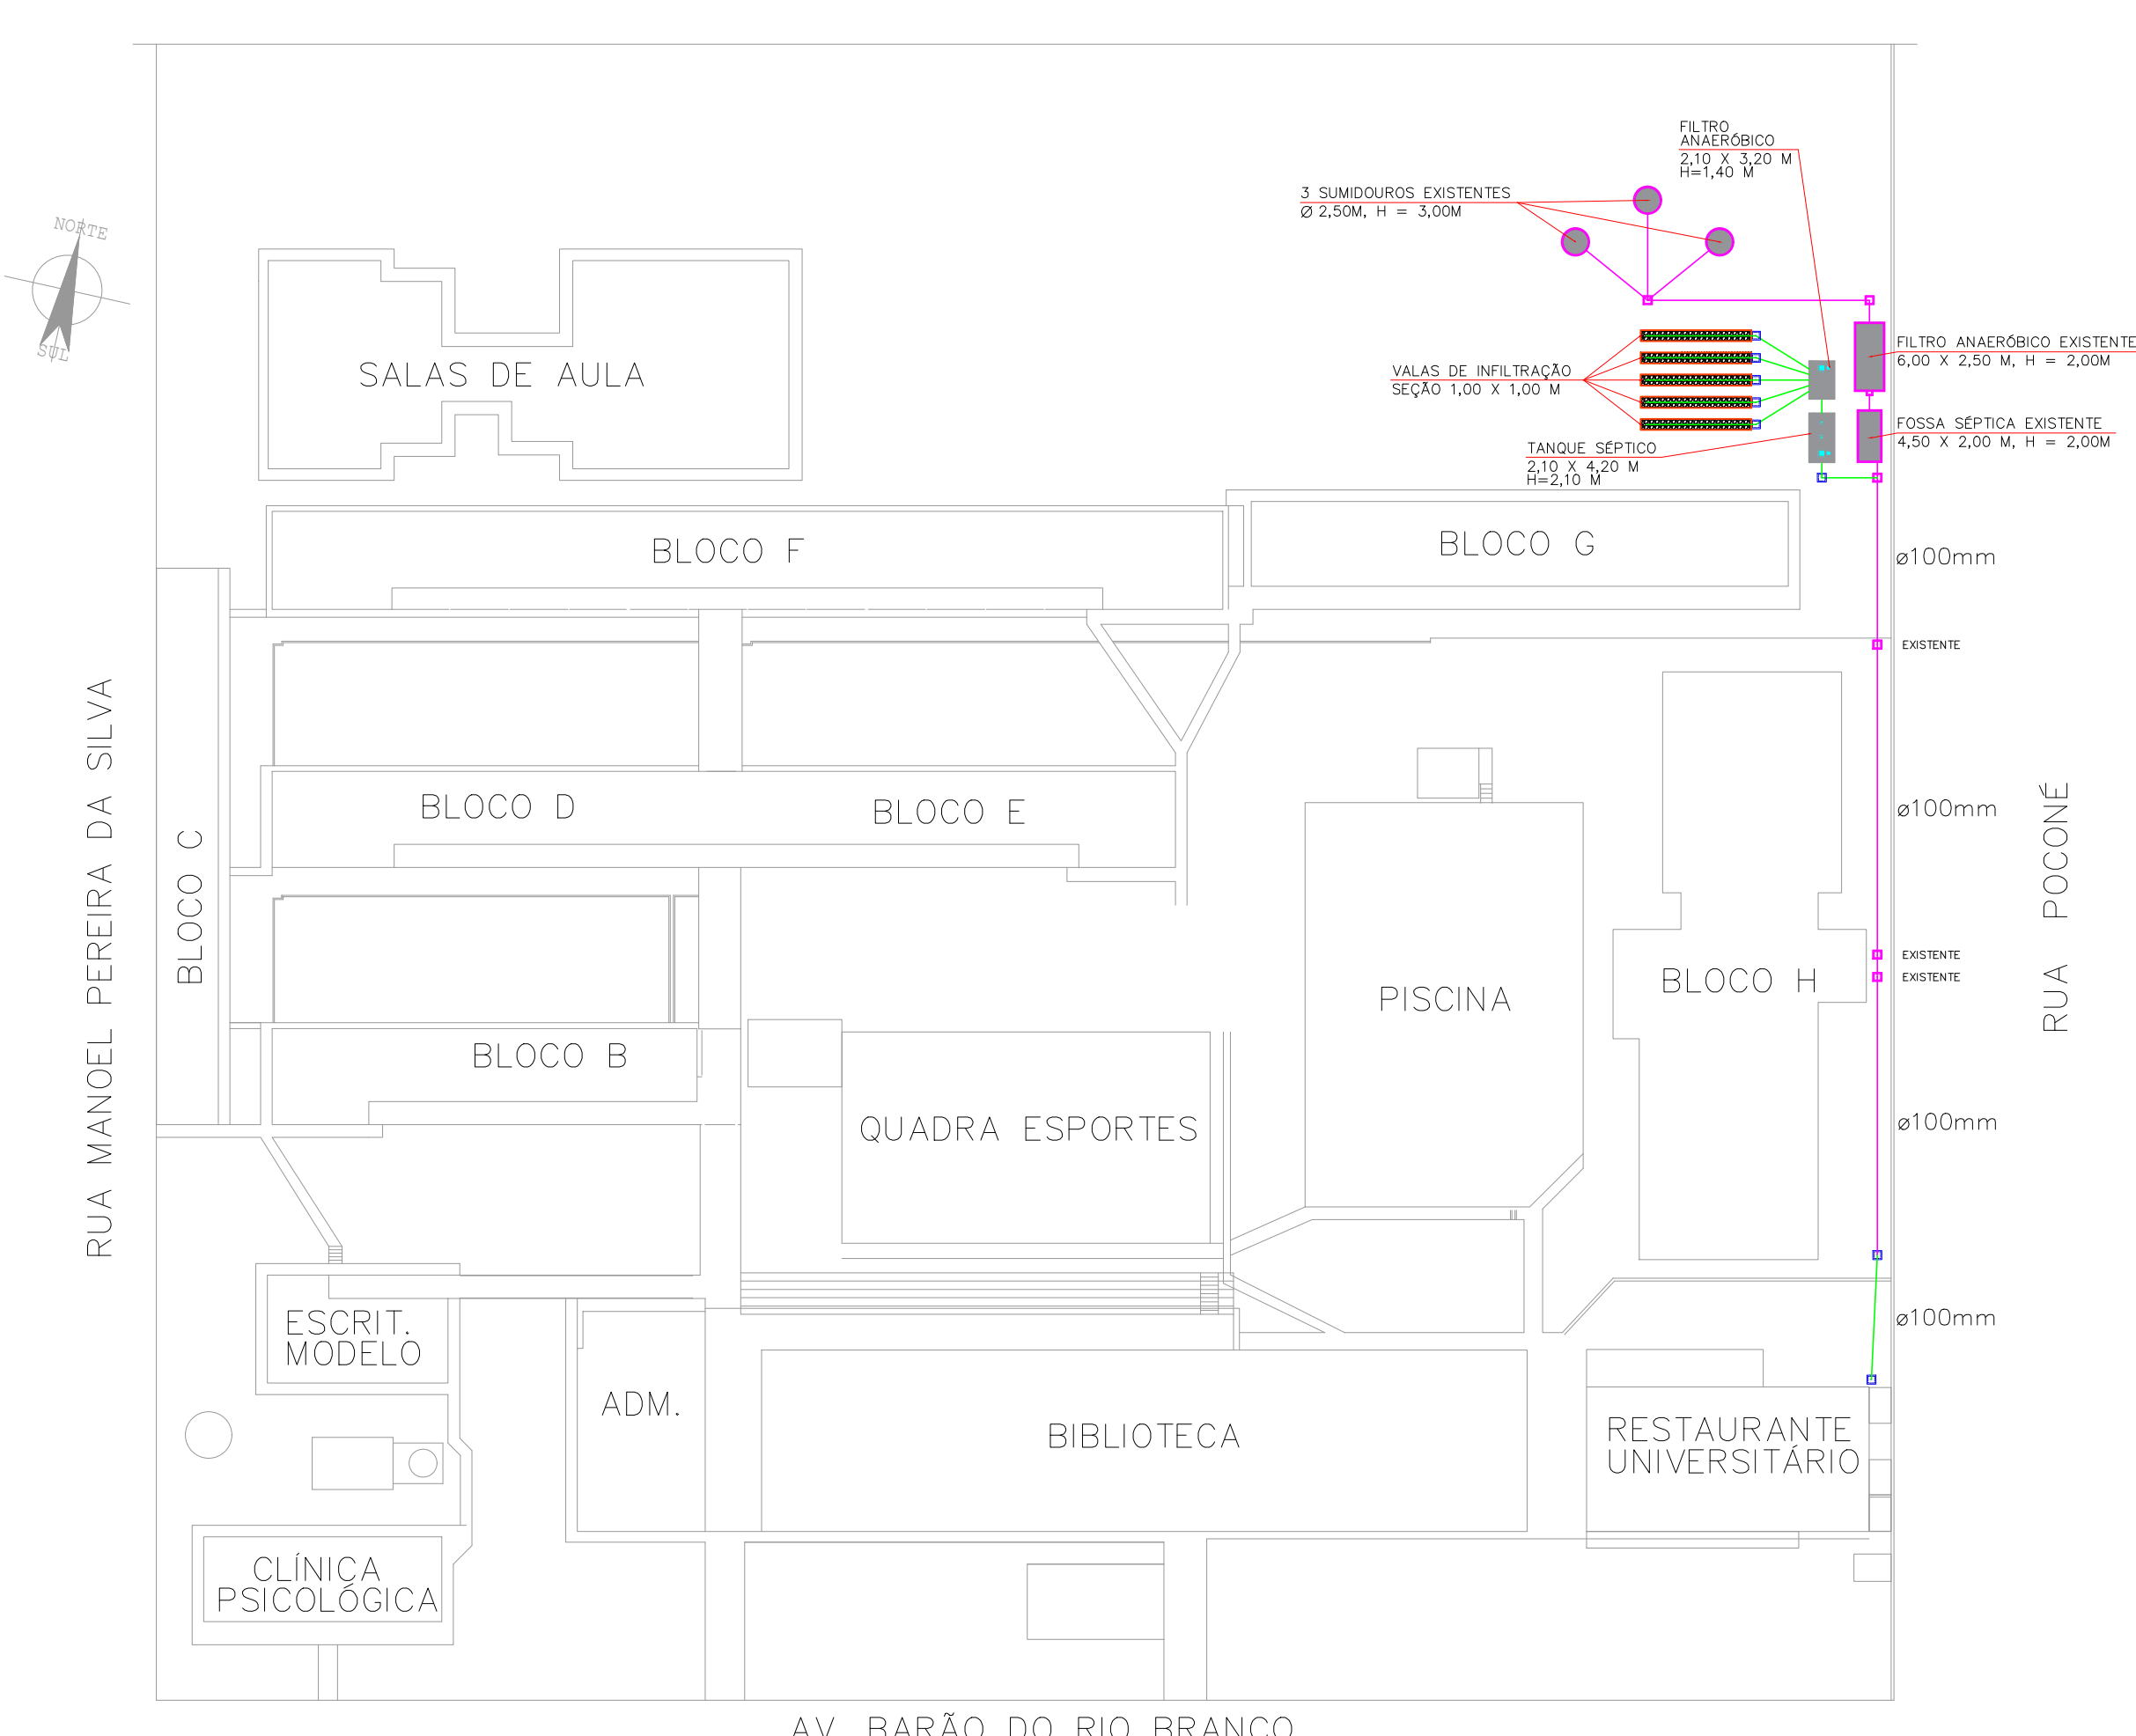 FILTRO
ANAERÓBICO
2,10 X 3,20 M
H=1,40 M
3 SUMIDOUROS EXISTENTES
Ø 2,50M, H = 3,00M
NORTE
SUL
FILTRO ANAERÓBICO EXISTENTE
6,00 X 2,50 M, H = 2,00M
VALAS DE INFILTRAÇÃO
SEÇÃO 1,00 X 1,00 M
SALAS DE AULA
FOSSA SÉPTICA EXISTENTE
4,50 X 2,00 M, H = 2,00M
TANQUE SÉPTICO
2,10 X 4,20 M
H=2,10 M
BLOCO F
BLOCO G
ø100mm
EXISTENTE
RUA MANOEL PEREIRA DA SILVA
BLOCO C
BLOCO D
BLOCO E
ø100mm
RUA POCONÉ
EXISTENTE
EXISTENTE
PISCINA
BLOCO H
BLOCO B
QUADRA ESPORTES
ø100mm
ESCRIT.
MODELO
ø100mm
ADM.
BIBLIOTECA
RESTAURANTE
UNIVERSITÁRIO
CLÍNICA
PSICOLÓGICA
AV. BARÃO DO RIO BRANCO